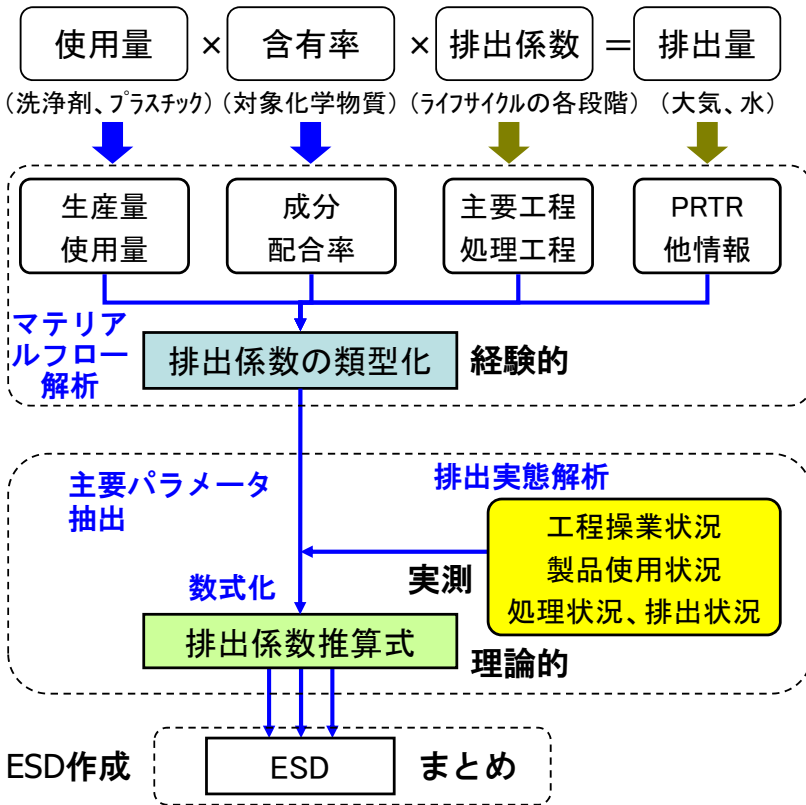 使用量 × 含有率 × 排出係数 = 排出量
(洗浄剤、プラスチック) (対象化学物質) (ライフサイクルの各段階) (大気、水)
生産量 成分 主要工程 PRTR
使用量 配合率 処理工程 他情報
マテリア
ルフロー
解析
排出係数の類型化 経験的
主要パラメータ
抽出
排出実態解析
工程操業状況
製品使用状況
処理状況、排出状況
実測
数式化
排出係数推算式
理論的
ESD作成 ESD まとめ